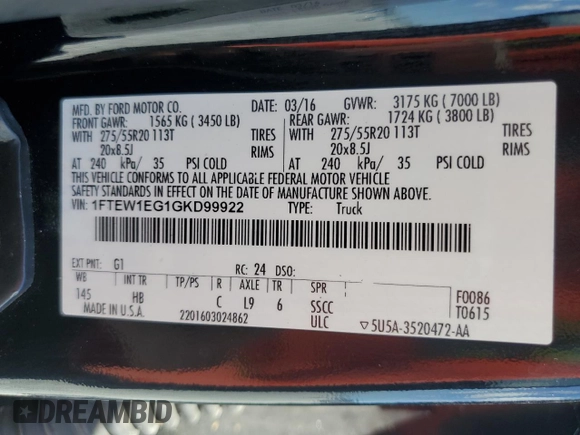 MFD. BY FORD MOTOR CO. DATE: 03/16 GVWR: 3175 KG ( 7000 LB)
FRONT GAWR: 1565 KG ( 3450 LB) REAR GAWR: 1724 KG ( 3800 LB)
WITH 275/55R20 113T TIRES WITH 275/55R20 113T TIRES
20x8.5J RIMS 20x8.5J RIMS
AT 240 kPa/ 35 PSI COLD AT 240 kPa/ 35 PSI COLD
THIS VEHICLE CONFORMS TO ALL APPLICABLE FEDERAL MOTOR VEHICLE
SAFETY STANDARDS IN EFFECT ON THE DATE OF MANUFACTURE SHOWN ABOVE.
VIN: 1FTEW1EG1GKD99922 TYPE: Truck
EXT PNT: G1 RC: 24 DSO:
WB INT TR TP/PS R AXLE TR SPR
145 HB C L9 6 SSCC F0086
MADE IN U.S.A. ULC T0615
2201603024862 ▽5U5A-3520472-AA
DREAMBID